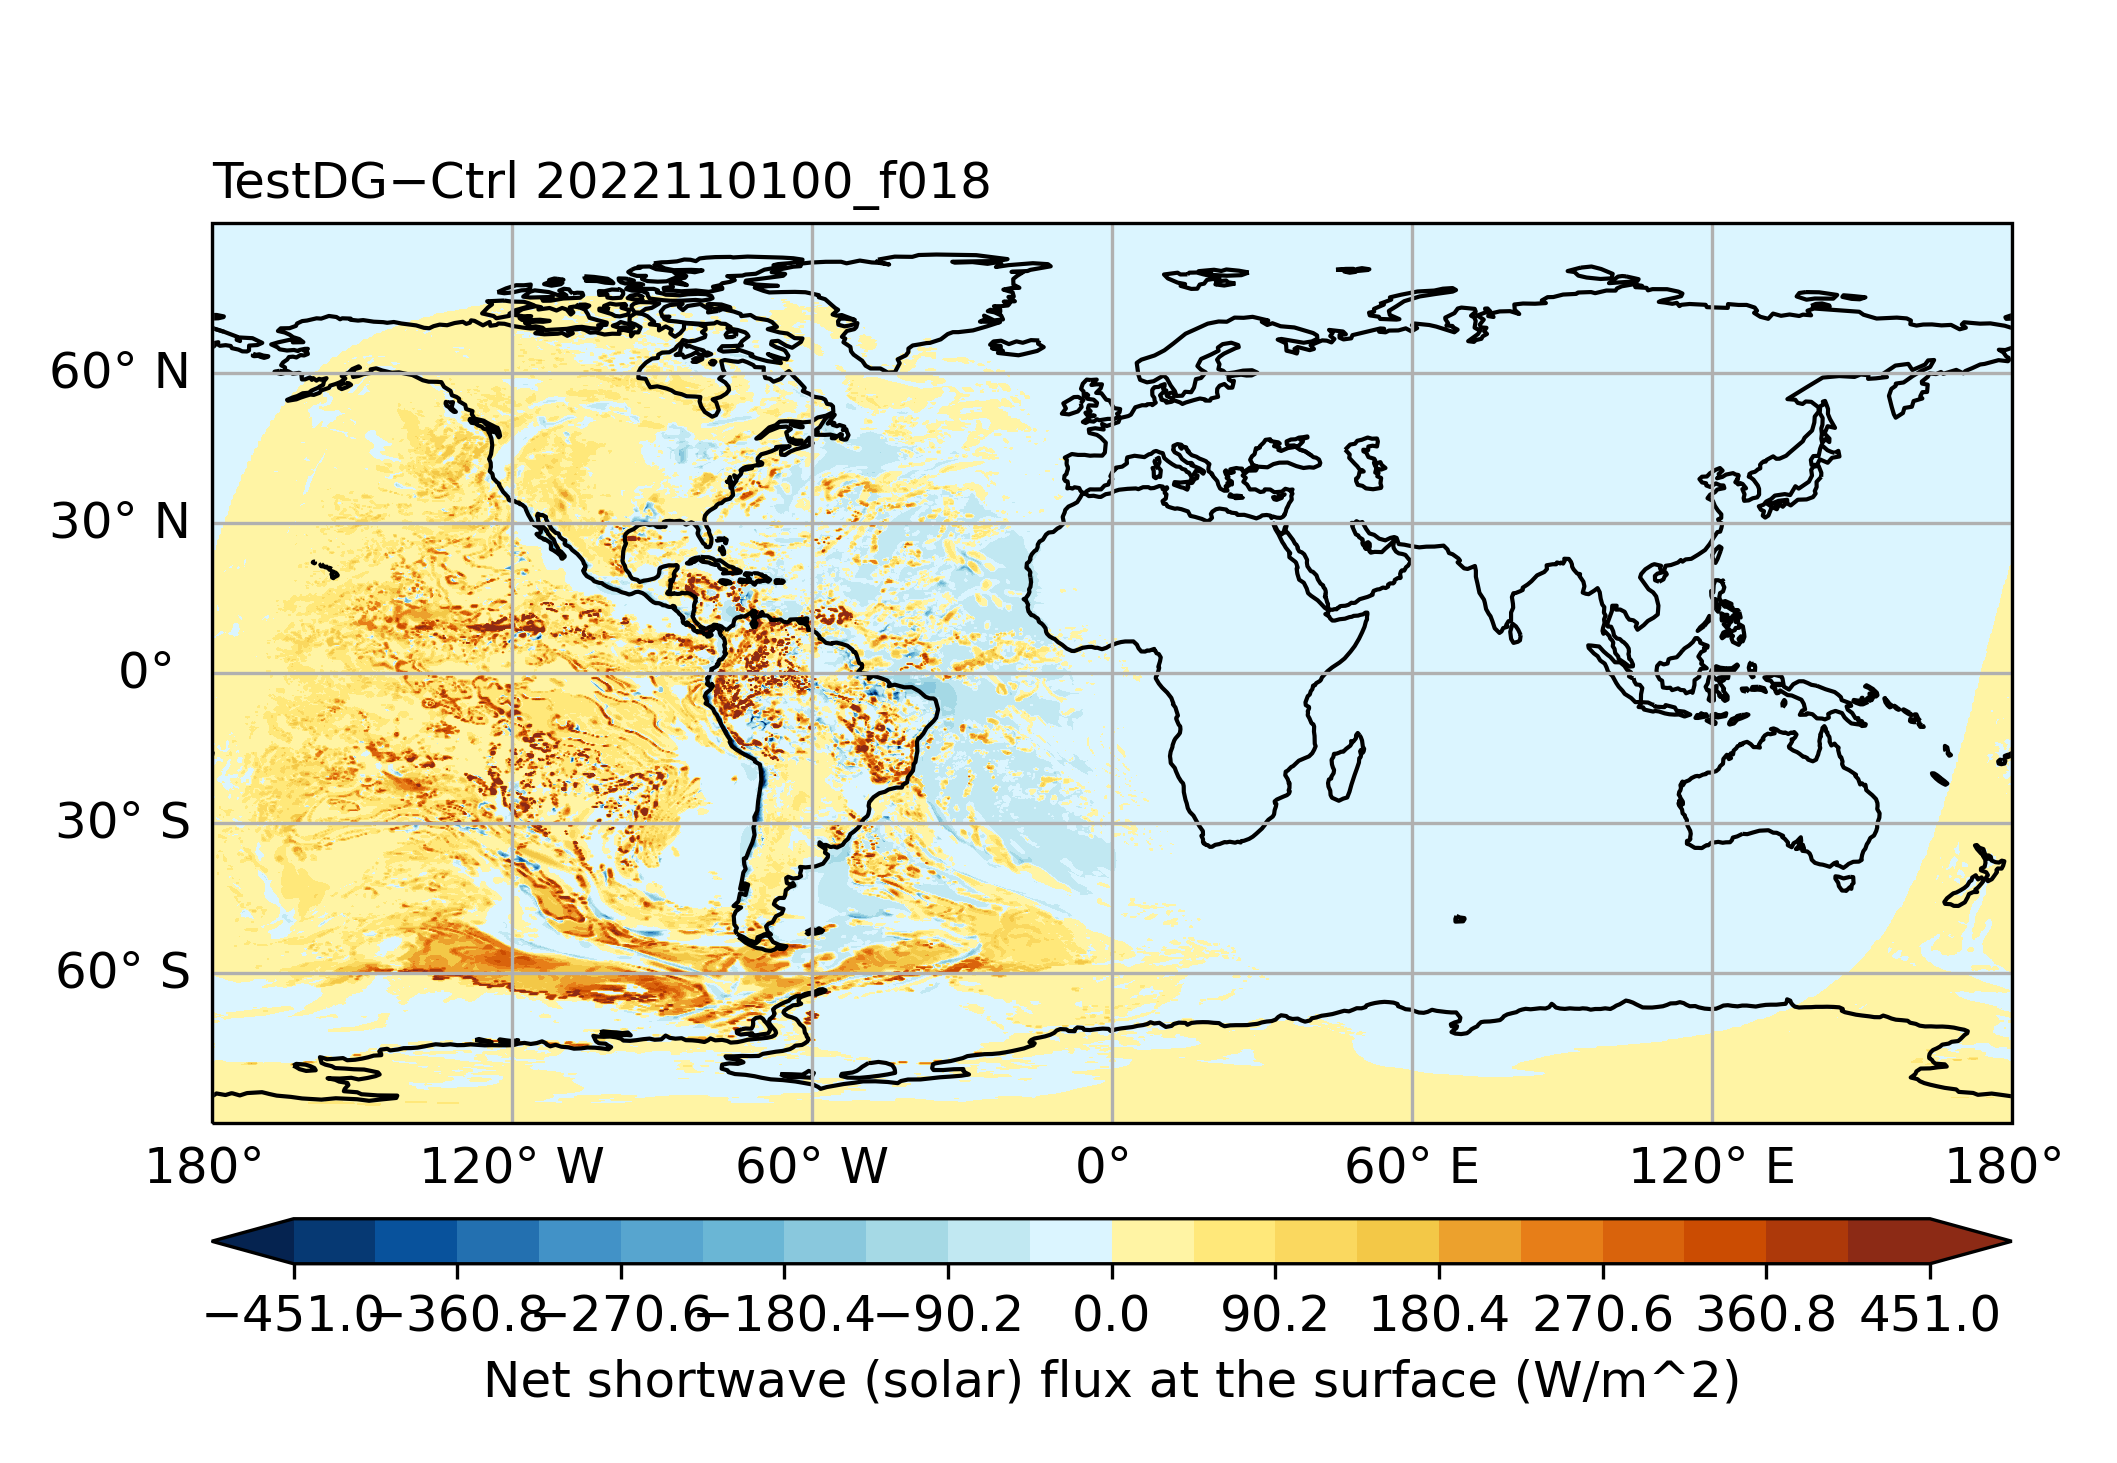 TestDG−Ctrl 2022110100_f018
60° N
30° N
0°
30° S
60° S
180° 120° W 60° W 0° 60° E 120° E 180°
−451.0 −360.8 −270.6 −180.4 −90.2 0.0 90.2 180.4 270.6 360.8 451.0
Net shortwave (solar) flux at the surface (W/m^2)